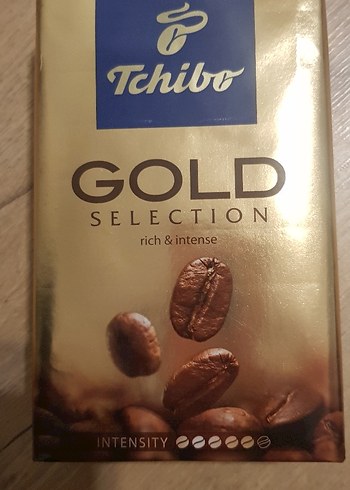 Tchibo
GOLD
SELECTION
rich & intense
INTENSITY